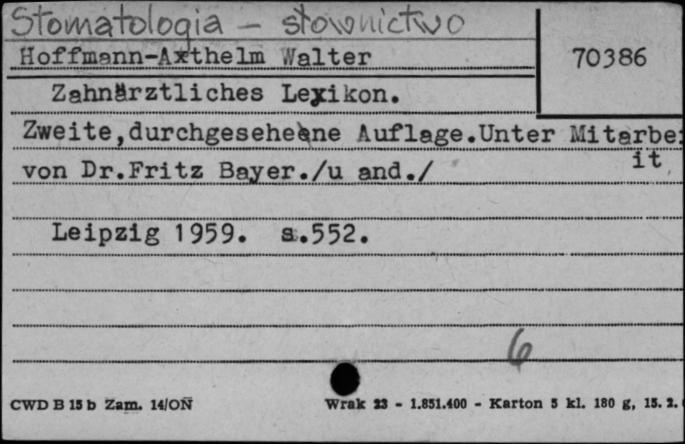 Stomatologia - słownictwo
Hoffmann-Axthelm Walter
70386
Zahnärztliches Lexikon.
Zweite,durchgesehene Auflage.Unter Mitarbe
it
von Dr.Fritz Bayer./u and./
Leipzig 1959. s.552.
6
CWD B 15 b Zam. 14/ON
Wrak 23 - 1.851.400 - Karton 5 kl. 180 g, 15. 2.